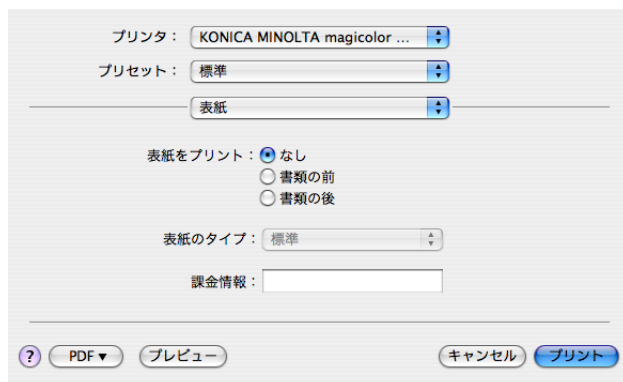 プリンタ： KONICA MINOLTA magicolor ...
プリセット： 標準
表紙
表紙をプリント： なし
書類の前
書類の後
表紙のタイプ： 標準
課金情報：
? PDF▼ プレビュー キャンセル プリント